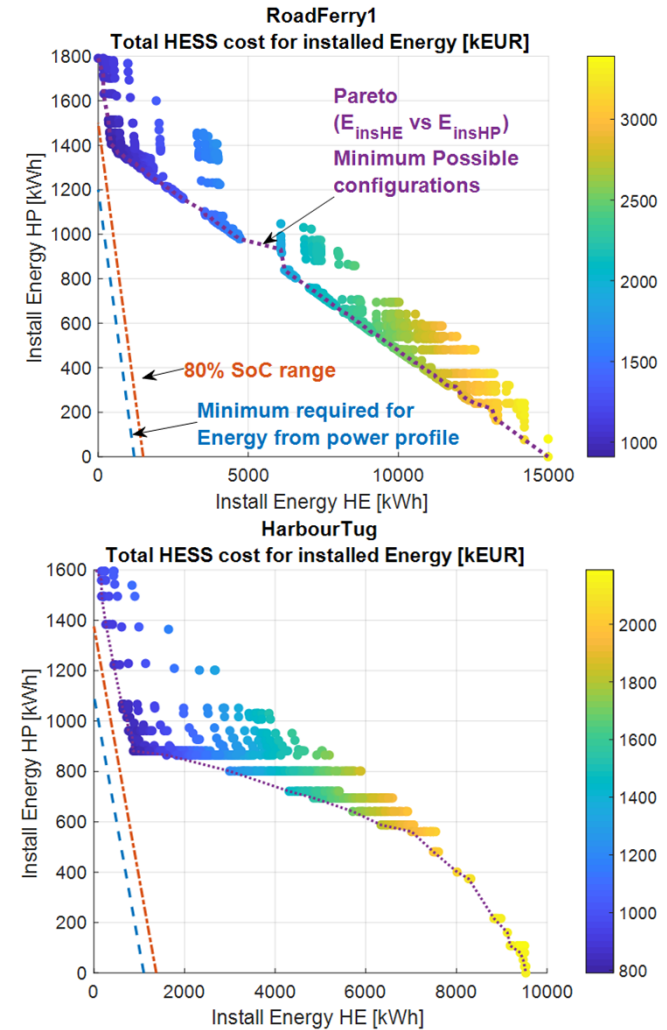 RoadFerry1
Total HESS cost for installed Energy [kEUR]
1800
1600
1400
1200
1000
800
600
400
200
0
Install Energy HP [kWh]
Pareto
(E_insHE vs E_insHP)
Minimum Possible
configurations
80% SoC range
Minimum required for
Energy from power profile
0
5000
10000
15000
Install Energy HE [kWh]
3000
2500
2000
1500
1000
HarbourTug
Total HESS cost for installed Energy [kEUR]
1600
1400
1200
1000
800
600
400
200
0
Install Energy HP [kWh]
0
2000
4000
6000
8000
10000
Install Energy HE [kWh]
2000
1800
1600
1400
1200
1000
800